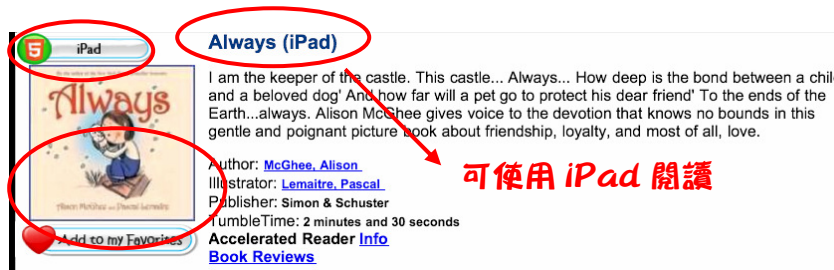 5 iPad
Always (iPad)
Always
Alison McGhee and Pascal Lemaitre
Add to my Favorites
I am the keeper of the castle. This castle... Always... How deep is the bond between a chil
and a beloved dog' And how far will a pet go to protect his dear friend' To the ends of the
Earth...always. Alison McGhee gives voice to the devotion that knows no bounds in this
gentle and poignant picture book about friendship, loyalty, and most of all, love.
Author: McGhee, Alison
Illustrator: Lemaitre, Pascal
Publisher: Simon & Schuster
TumbleTime: 2 minutes and 30 seconds
Accelerated Reader Info
Book Reviews
可使用 iPad 閱讀